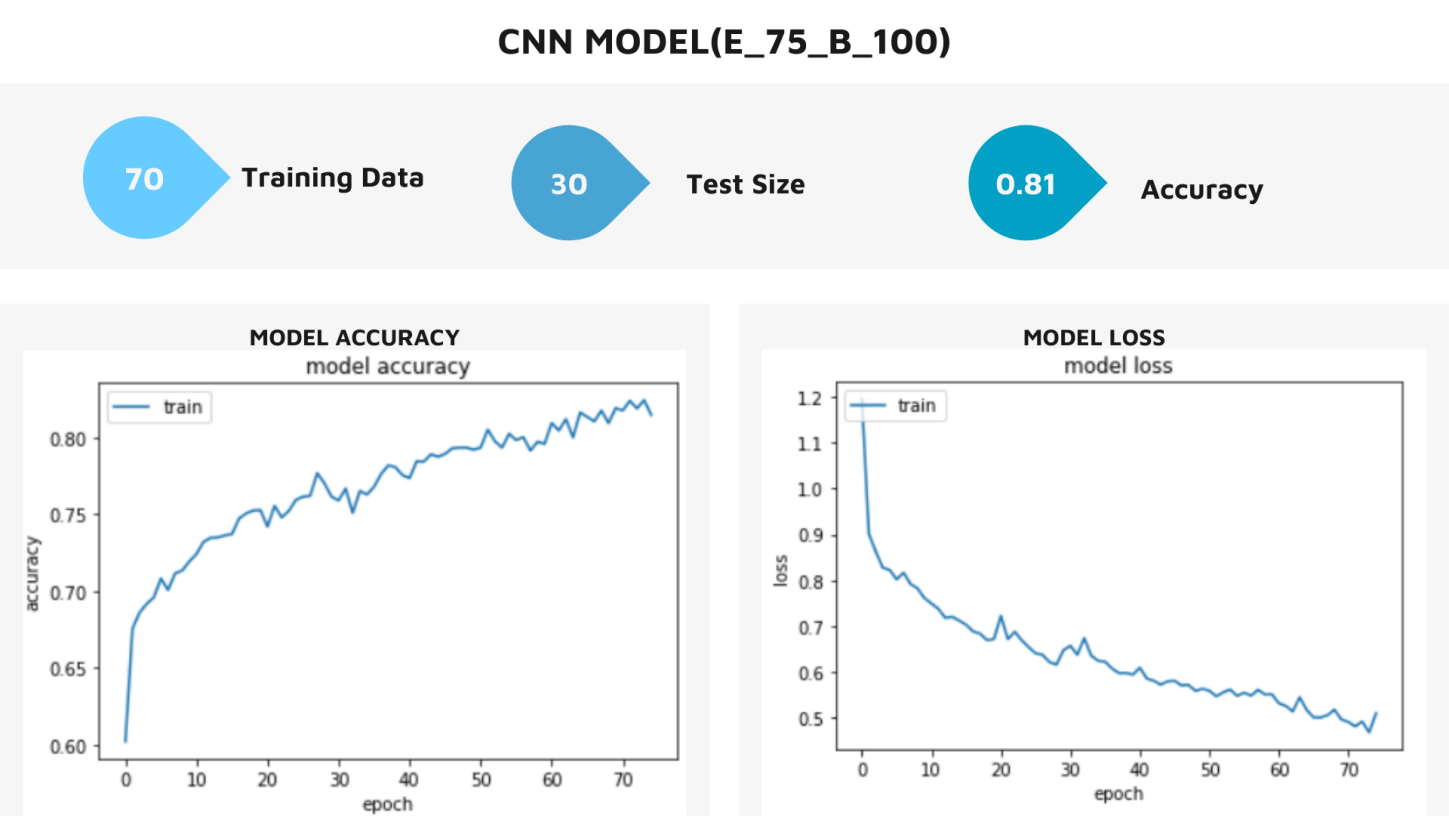 CNN MODEL(E_75_B_100)
70 Training Data
30 Test Size
0.81 Accuracy
MODEL ACCURACY
model accuracy
train
0.80
0.75
0.70
0.65
0.60
accuracy
0 10 20 30 40 50 60 70
epoch
MODEL LOSS
model loss
train
1.2
1.1
1.0
0.9
0.8
0.7
0.6
0.5
loss
0 10 20 30 40 50 60 70
epoch